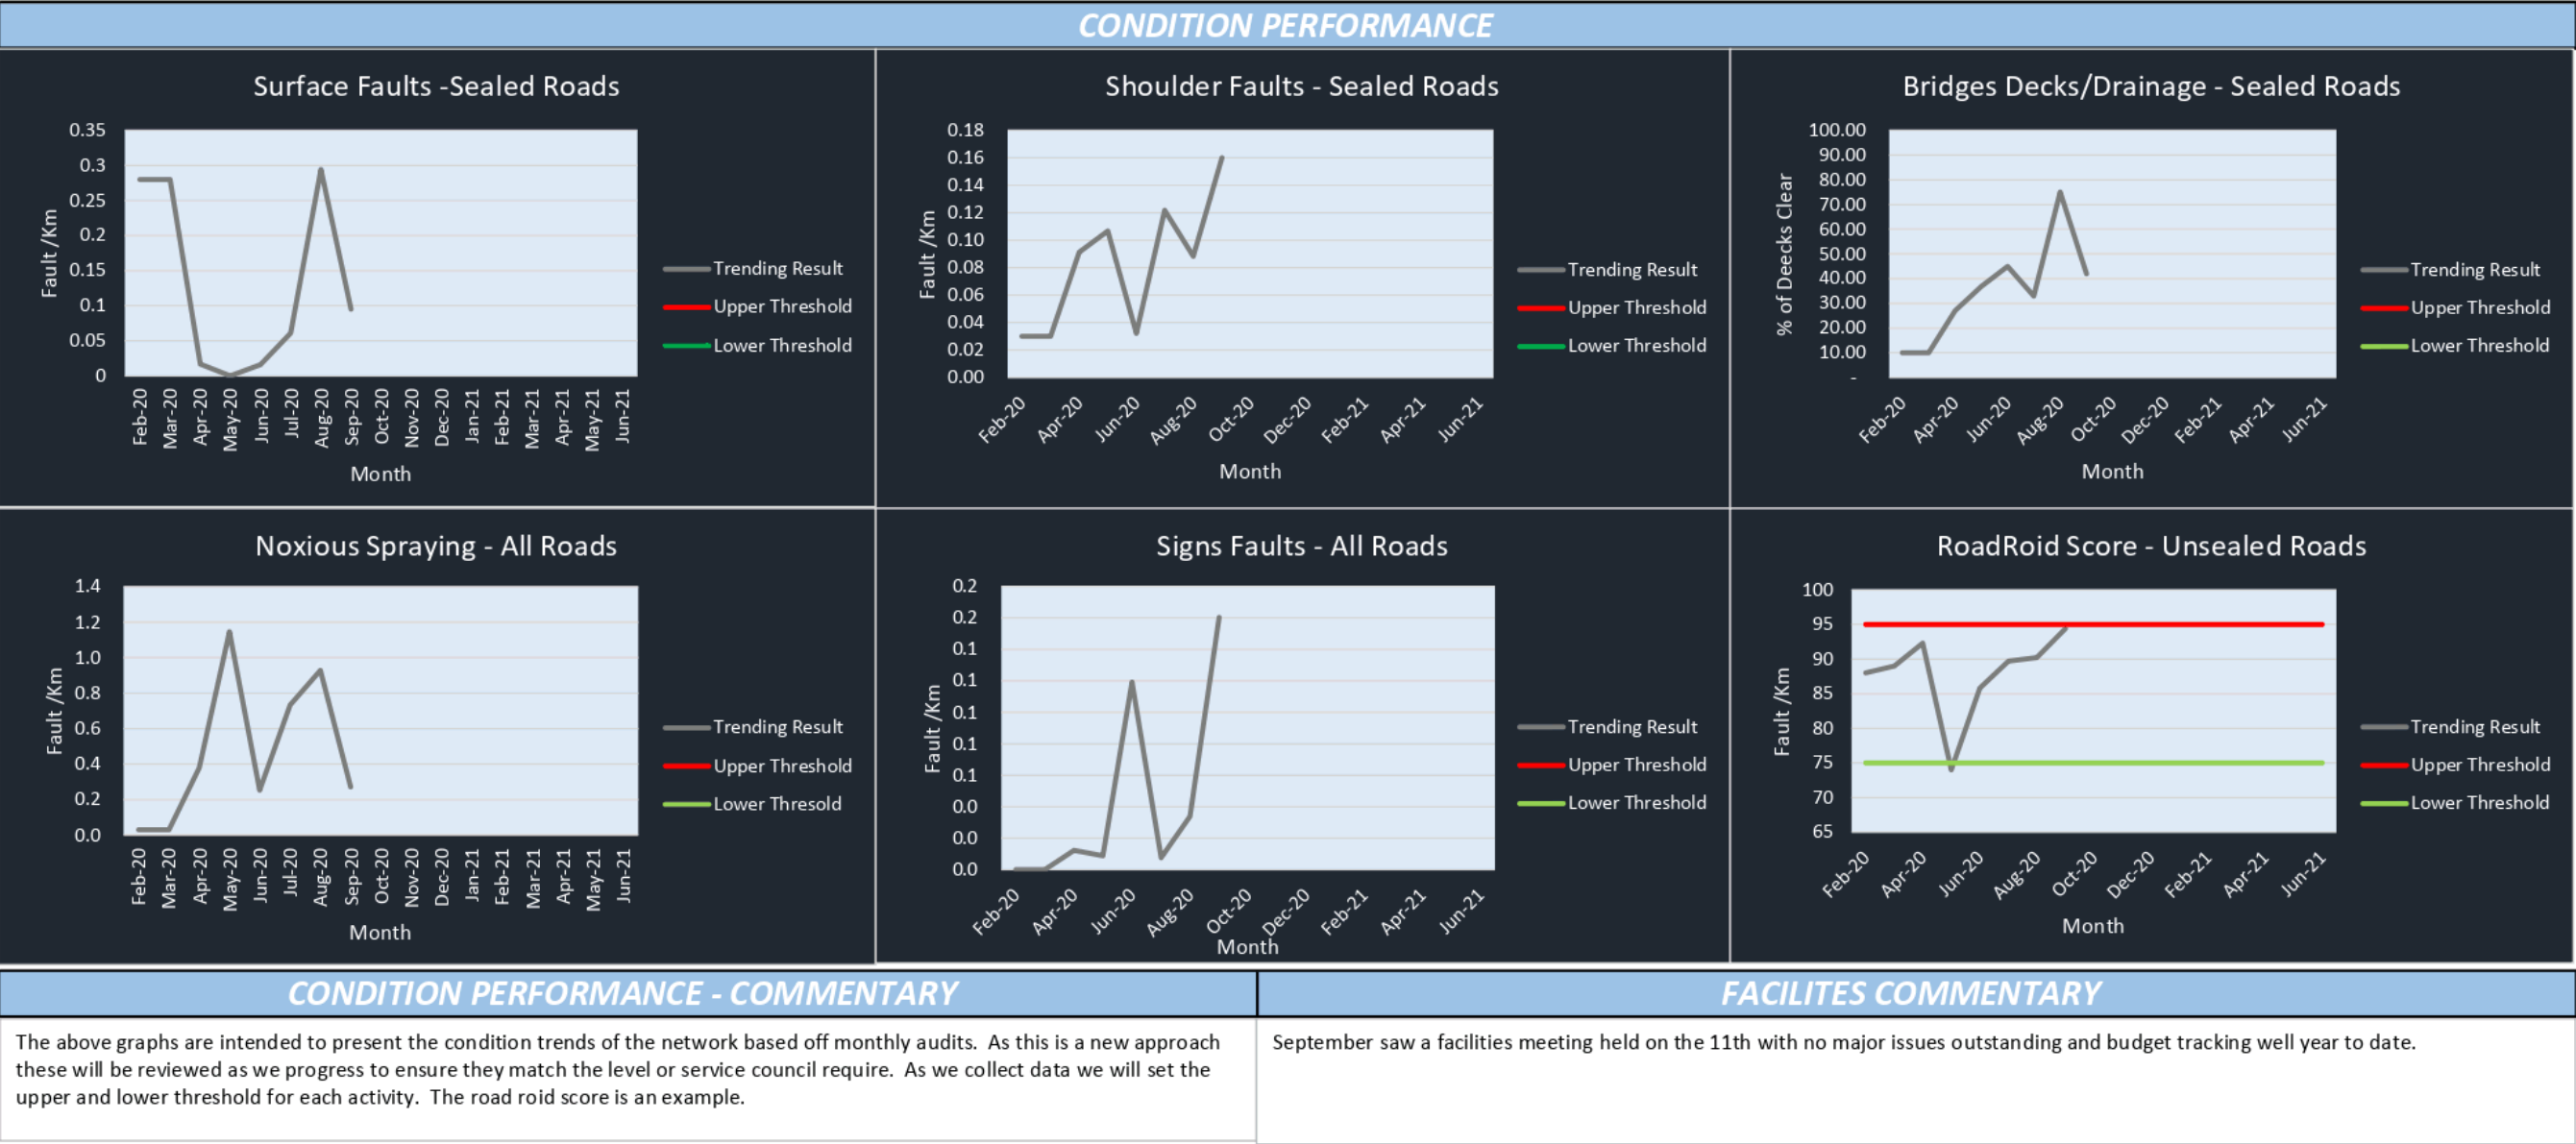 CONDITION PERFORMANCE
Surface Faults -Sealed Roads
0.35
0.3
0.25
0.2
0.15
0.1
0.05
0
Fault /Km
Feb-20
Mar-20
Apr-20
May-20
Jun-20
Jul-20
Aug-20
Sep-20
Oct-20
Nov-20
Dec-20
Jan-21
Feb-21
Mar-21
Apr-21
May-21
Jun-21
Month
Trending Result
Upper Threshold
Lower Threshold
Shoulder Faults - Sealed Roads
0.18
0.16
0.14
0.12
0.10
0.08
0.06
0.04
0.02
0.00
Fault /Km
Feb-20
Apr-20
Jun-20
Aug-20
Oct-20
Dec-20
Feb-21
Apr-21
Jun-21
Month
Trending Result
Upper Threshold
Lower Threshold
Bridges Decks/Drainage - Sealed Roads
100.00
90.00
80.00
70.00
60.00
50.00
40.00
30.00
20.00
10.00
-
% of Deecks Clear
Feb-20
Apr-20
Jun-20
Aug-20
Oct-20
Dec-20
Feb-21
Apr-21
Jun-21
Month
Trending Result
Upper Threshold
Lower Threshold
Noxious Spraying - All Roads
1.4
1.2
1.0
0.8
0.6
0.4
0.2
0.0
Fault /Km
Feb-20
Mar-20
Apr-20
May-20
Jun-20
Jul-20
Aug-20
Sep-20
Oct-20
Nov-20
Dec-20
Jan-21
Feb-21
Mar-21
Apr-21
May-21
Jun-21
Month
Trending Result
Upper Threshold
Lower Thresold
Signs Faults - All Roads
0.2
0.2
0.1
0.1
0.1
0.1
0.1
0.0
0.0
0.0
Fault /Km
Feb-20
Apr-20
Jun-20
Aug-20
Oct-20
Dec-20
Feb-21
Apr-21
Jun-21
Month
Trending Result
Upper Threshold
Lower Threshold
RoadRoid Score - Unsealed Roads
100
95
90
85
80
75
70
65
Fault /Km
Feb-20
Apr-20
Jun-20
Aug-20
Oct-20
Dec-20
Feb-21
Apr-21
Jun-21
Month
Trending Result
Upper Threshold
Lower Threshold
CONDITION PERFORMANCE - COMMENTARY
The above graphs are intended to present the condition trends of the network based off monthly audits.  As this is a new approach
these will be reviewed as we progress to ensure they match the level or service council require.  As we collect data we will set the
upper and lower threshold for each activity.  The road roid score is an example.
FACILITES COMMENTARY
September saw a facilities meeting held on the 11th with no major issues outstanding and budget tracking well year to date.